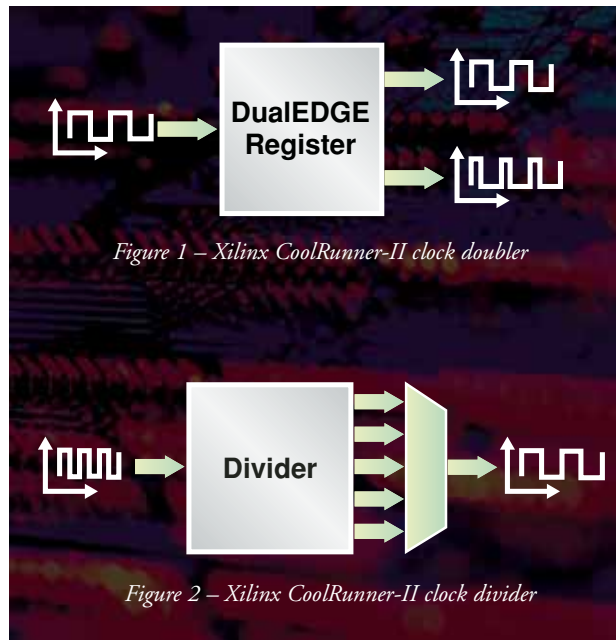 DualEDGE
Register
Figure 1 – Xilinx CoolRunner-II clock doubler
Divider
Figure 2 – Xilinx CoolRunner-II clock divider